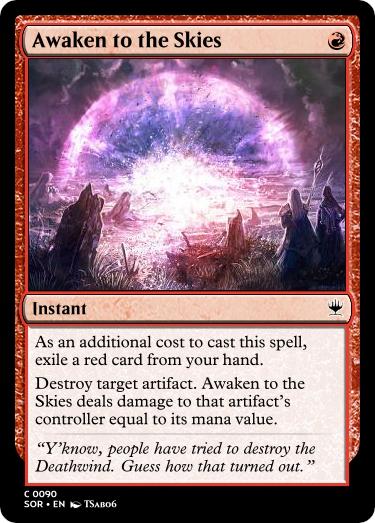 Awaken to the Skies
Instant
As an additional cost to cast this spell,
exile a red card from your hand.
Destroy target artifact. Awaken to the
Skies deals damage to that artifact's
controller equal to its mana value.
“Y'know, people have tried to destroy the
Deathwind. Guess how that turned out.”
C 0090
SOR • EN TSabo6